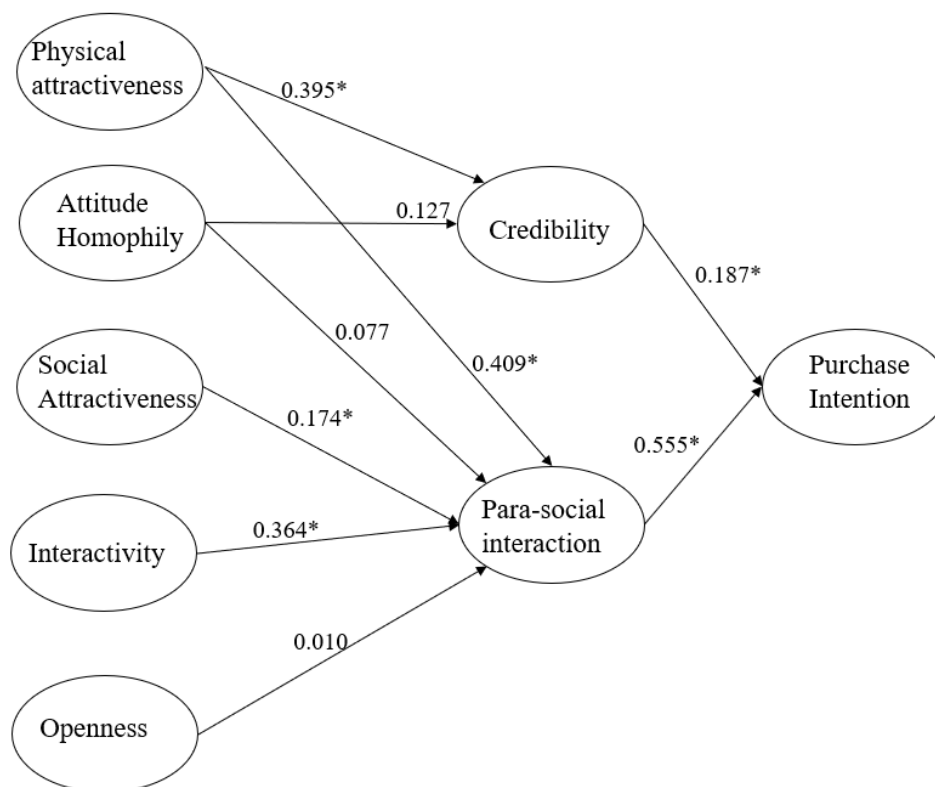 Physical
attractiveness
0.395*
Attitude
Homophily
0.127
Credibility
0.187*
0.077
Social
Attractiveness
0.409*
0.174*
Purchase
Intention
0.555*
Para-social
interaction
Interactivity
0.364*
0.010
Openness